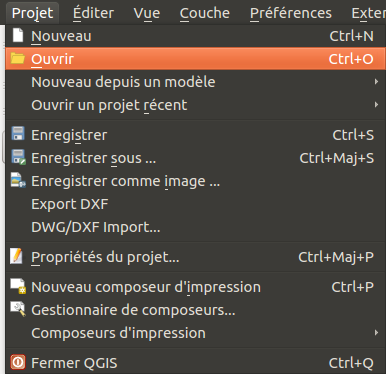 Projet Éditer Vue Couche Préférences Exter
Nouveau Ctrl+N
Ouvrir Ctrl+O
Nouveau depuis un modèle
Ouvrir un projet récent
Enregistrer Ctrl+S
Enregistrer sous ... Ctrl+Maj+S
Enregistrer comme image ...
Export DXF
DWG/DXF Import...
Propriétés du projet... Ctrl+Maj+P
Nouveau composeur d'impression Ctrl+P
Gestionnaire de composeurs...
Composeurs d'impression
Fermer QGIS Ctrl+Q